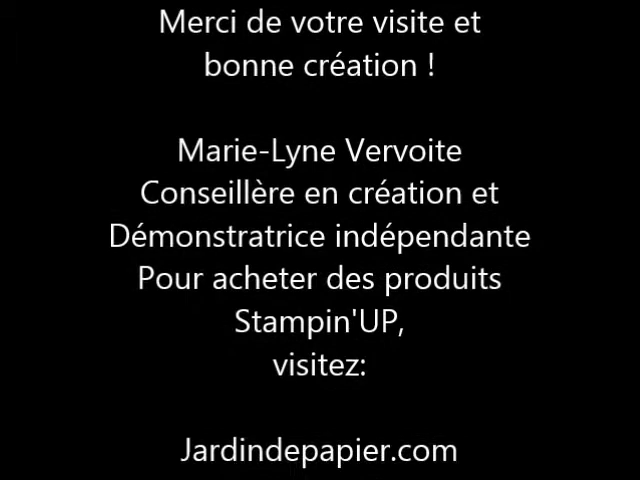 Merci de votre visite et
bonne création !
Marie-Lyne Vervoite
Conseillère en création et
Démonstratrice indépendante
Pour acheter des produits
Stampin'UP,
visitez:
Jardindepapier.com